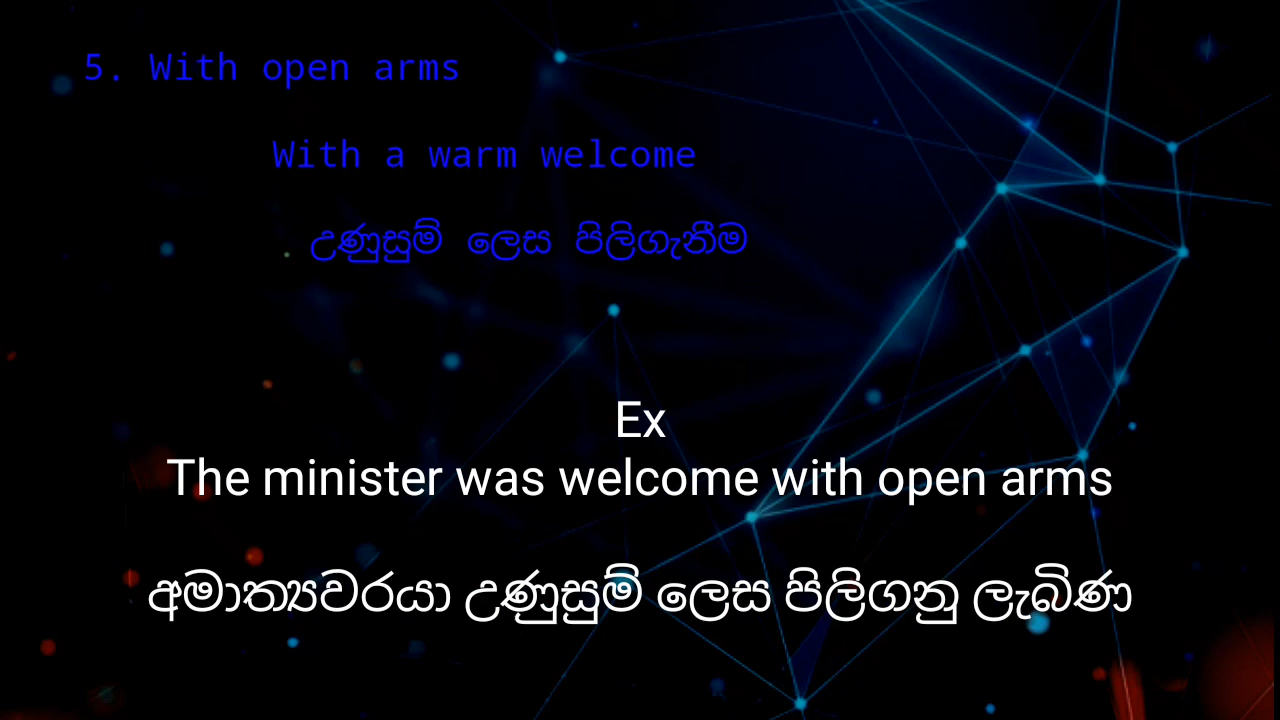 5. With open arms
With a warm welcome
උණුසුම් ලෙස පිලිගැනීම
Ex
The minister was welcome with open arms
අමාත්‍යවරයා උණුසුම් ලෙස පිලිගනු ලැබිණ